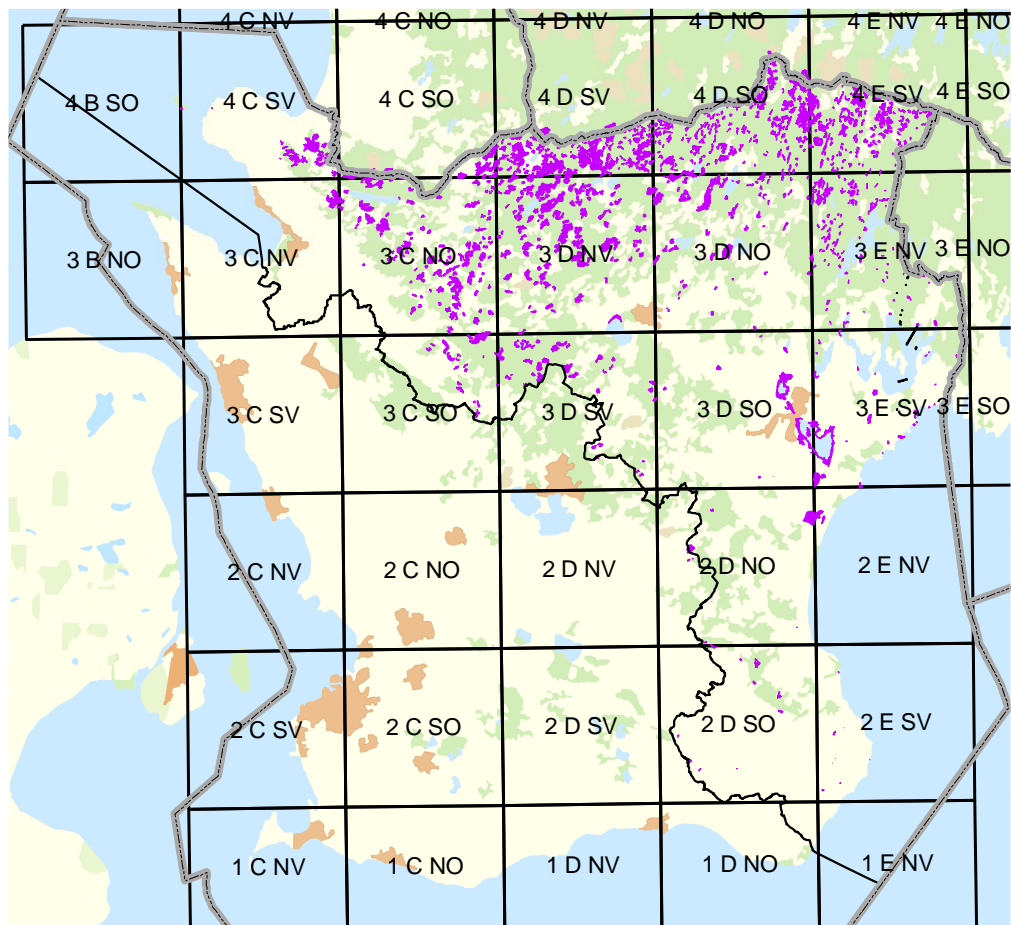 4 C NV
4 C NO
4 D NV
4 D NO
4 E NV
4 E NO
4 B SO
4 C SV
4 C SO
4 D SV
4 D SO
4 E SV
4 E SO
3 B NO
3 C NV
3 C NO
3 D NV
3 D NO
3 E NV
3 E NO
3 C SV
3 C SO
3 D SV
3 D SO
3 E SV
3 E SO
2 C NV
2 C NO
2 D NV
2 D NO
2 E NV
2 C SV
2 C SO
2 D SV
2 D SO
2 E SV
1 C NV
1 C NO
1 D NV
1 D NO
1 E NV